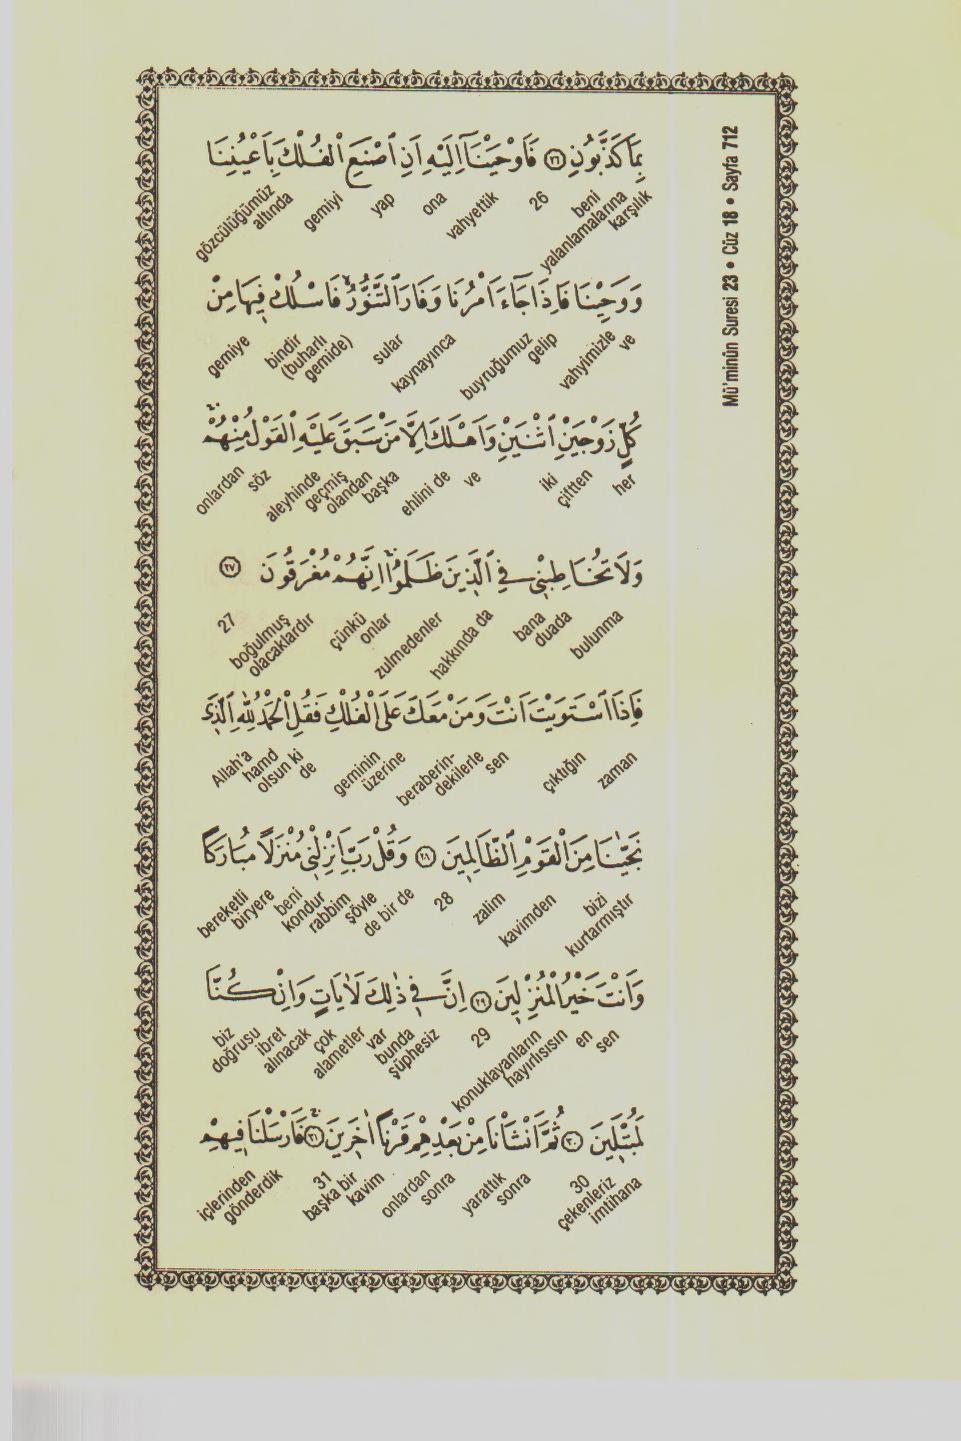 Mü'minûn Suresi 23 • Cüz 18 • Sayfa 712
بِمَا كَذَّبُونِ ﴿٢٦﴾ فَاَوْحَيْنَٓا اِلَيْهِ اَنِ اصْنَعِ الْفُلْكَ بِاَعْيُنِنَا
beni yalanlamalarına karşılık 26 vahyettik ona yap gemiyi gözcülüğümüz altında
وَوَحْيِنَا فَاِذَا جَٓاءَ اَمْرُنَا وَفَارَ التَّنُّورُ فَاسْلُكْ فِيهَا مِنْ
ve vahyimizle gelip buyruğumuz kaynayınca sular bindir (buharlı gemide) gemiye
كُلٍّ زَوْجَيْنِ اثْنَيْنِ وَاَهْلَكَ اِلَّا مَنْ سَبَقَ عَلَيْهِ الْقَوْلُ مِنْهُمْ
her çiftten iki ve ehlini de başka olandan geçmiş aleyhinde söz onlardan
وَلَا تُخَاطِبْنِي فِي الَّذِينَ ظَلَمُوا اِنَّهُمْ مُغْرَقُونَ ﴿٢٧﴾
bulunma bana duada hakkında da zulmedenler çünkü onlar boğulmuş olacaklardır 27
فَاِذَا اسْتَوَيْتَ اَنْتَ وَمَنْ مَعَكَ عَلَى الْفُلْكِ فَقُلِ الْحَمْدُ لِلّٰهِ الَّذِي
zaman çıktığın sen beraberin-dekilerle geminin üzerine de olsun ki hamd Allah'a
نَجّٰينَا مِنَ الْقَوْمِ الظَّالِمِينَ ﴿٢٨﴾ وَقُلْ رَبِّ اَنْزِلْنِي مُنْزَلًا مُبَارَكًا
bizi kurtarmıştır kavimden zalim 28 de bir de şöyle rabbim kondur beni biryere bereketli
وَاَنْتَ خَيْرُ الْمُنْزِلِينَ ﴿٢٩﴾ اِنَّ فِي ذٰلِكَ لَاٰيَاتٍ وَاِنْ كُنَّا
sen en hayırlısısın konuklayanların 29 şüphesiz bunda var alametler çok alınacak ibret doğrusu biz
لَمُبْتَلِينَ ﴿٣٠﴾ ثُمَّ اَنْشَاْنَا مِنْ بَعْدِهِمْ قَرْنًا اٰخَرِينَ ﴿٣١﴾ فَاَرْسَلْنَا فِيهِمْ
imtihana çekenleriz 30 sonra yarattık sonra onlardan kavim başka bir 31 gönderdik içlerinden